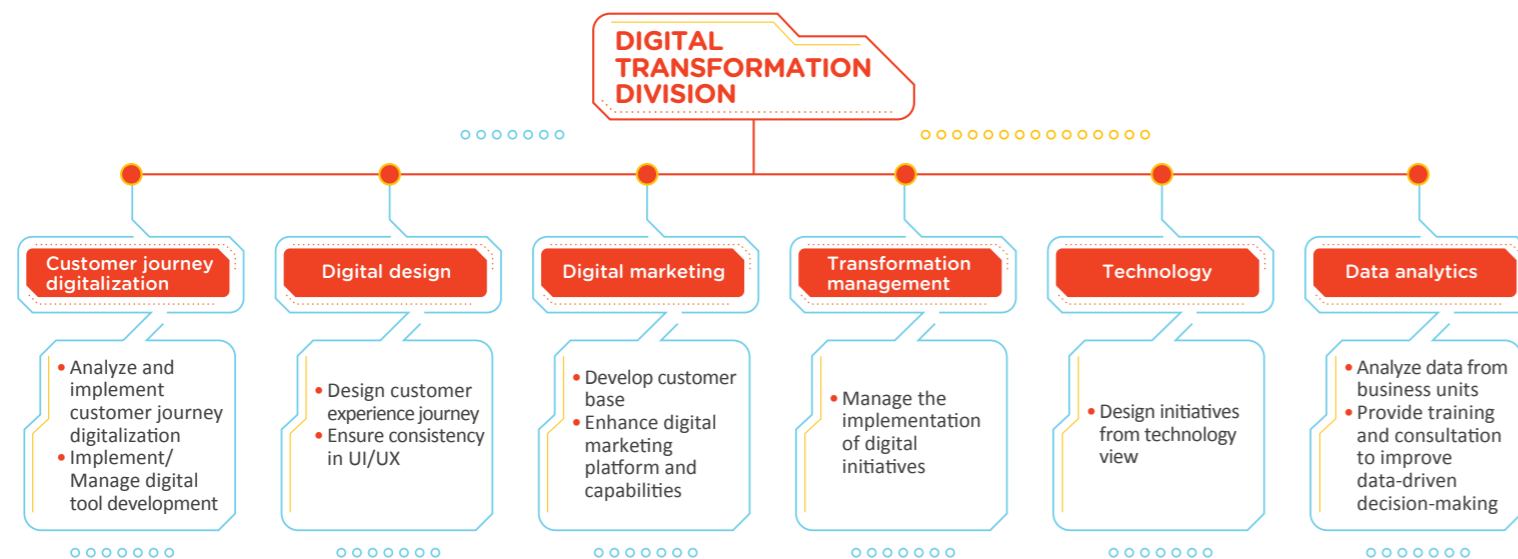 DIGITAL
TRANSFORMATION
DIVISION
Customer journey
digitalization
• Analyze and
implement
customer journey
digitalization
• Implement/
Manage digital
tool development
Digital design
• Design customer
experience journey
• Ensure consistency
in UI/UX
Digital marketing
• Develop customer
base
• Enhance digital
marketing
platform and
capabilities
Transformation
management
• Manage the
implementation
of digital
initiatives
Technology
• Design initiatives
from technology
view
Data analytics
• Analyze data from
business units
• Provide training
and consultation
to improve
data-driven
decision-making